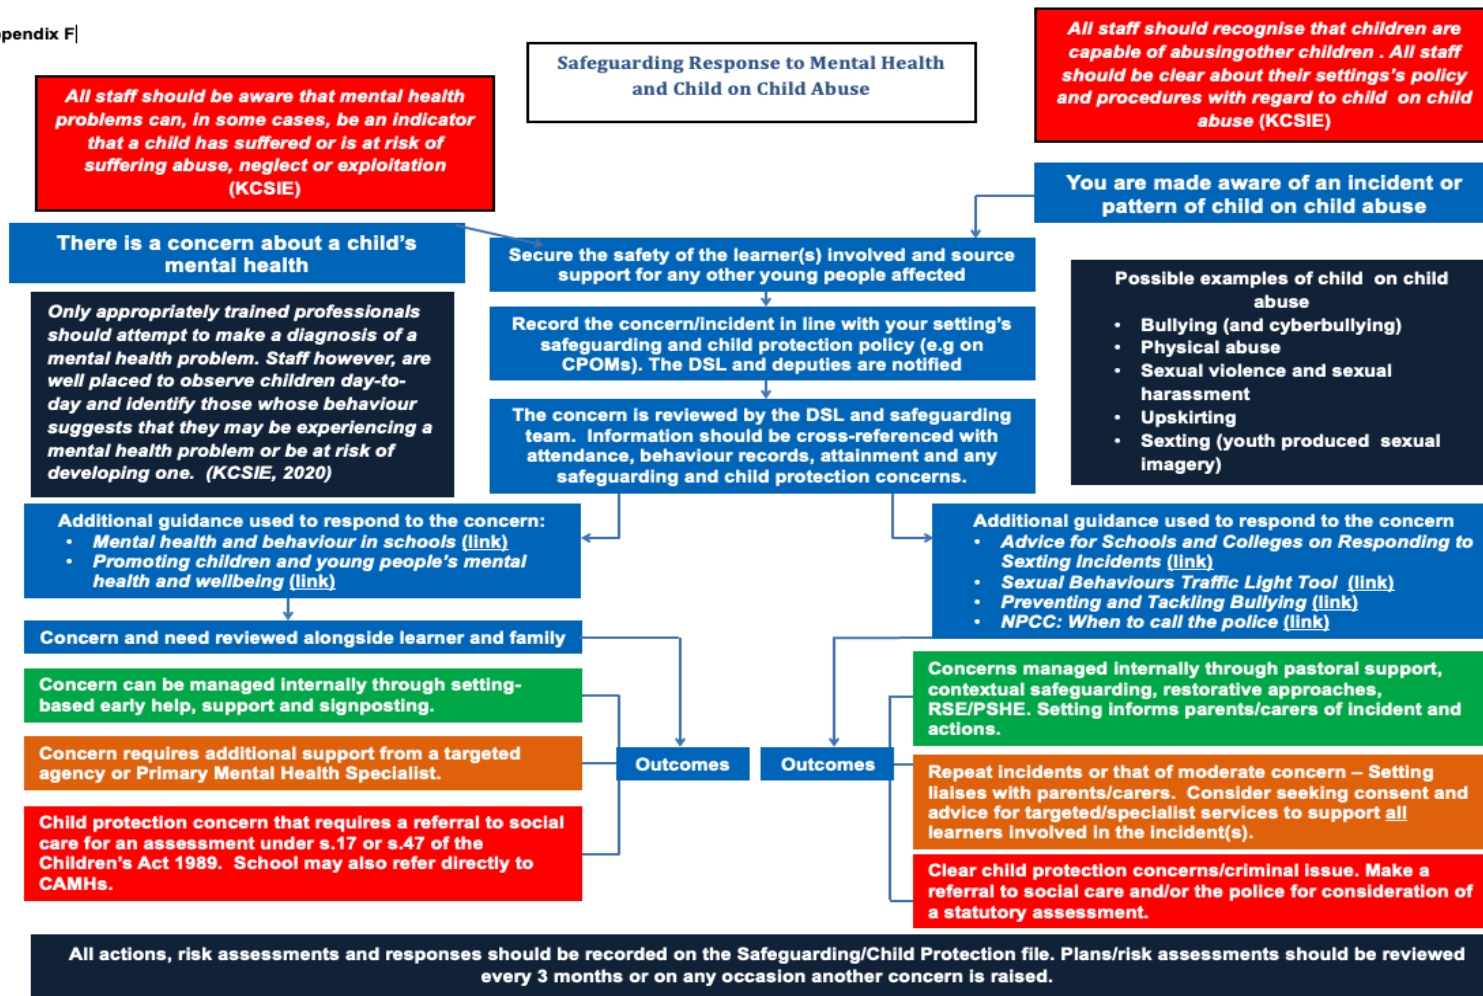 ppendix F
Safeguarding Response to Mental Health
and Child on Child Abuse
All staff should recognise that children are
capable of abusingother children . All staff
should be clear about their settings's policy
and procedures with regard to child  on child
abuse (KCSIE)
All staff should be aware that mental health
problems can, in some cases, be an indicator
that a child has suffered or is at risk of
suffering abuse, neglect or exploitation
(KCSIE)
You are made aware of an incident or
pattern of child on child abuse
There is a concern about a child's
mental health
Secure the safety of the learner(s) involved and source
support for any other young people affected
Only appropriately trained professionals
should attempt to make a diagnosis of a
mental health problem. Staff however, are
well placed to observe children day-to-
day and identify those whose behaviour
suggests that they may be experiencing a
mental health problem or be at risk of
developing one.  (KCSIE, 2020)
Record the concern/incident in line with your setting's
safeguarding and child protection policy (e.g on
CPOMs). The DSL and deputies are notified
Possible examples of child  on child
abuse
• Bullying (and cyberbullying)
• Physical abuse
• Sexual violence and sexual
harassment
• Upskirting
• Sexting (youth produced  sexual
imagery)
The concern is reviewed by the DSL and safeguarding
team.  Information should be cross-referenced with
attendance, behaviour records, attainment and any
safeguarding and child protection concerns.
Additional guidance used to respond to the concern:
• Mental health and behaviour in schools (link)
• Promoting children and young people's mental
health and wellbeing (link)
Additional guidance used to respond to the concern
• Advice for Schools and Colleges on Responding to
Sexting Incidents (link)
• Sexual Behaviours Traffic Light Tool  (link)
• Preventing and Tackling Bullying (link)
• NPCC: When to call the police (link)
Concern and need reviewed alongside learner and family
Concern can be managed internally through setting-
based early help, support and signposting.
Concern requires additional support from a targeted
agency or Primary Mental Health Specialist.
Child protection concern that requires a referral to social
care for an assessment under s.17 or s.47 of the
Children's Act 1989.  School may also refer directly to
CAMHs.
Outcomes
Outcomes
Concerns managed internally through pastoral support,
contextual safeguarding, restorative approaches,
RSE/PSHE. Setting informs parents/carers of incident and
actions.
Repeat incidents or that of moderate concern – Setting
liaises with parents/carers.  Consider seeking consent and
advice for targeted/specialist services to support all
learners involved in the incident(s).
Clear child protection concerns/criminal issue. Make a
referral to social care and/or the police for consideration of
a statutory assessment.
All actions, risk assessments and responses should be recorded on the Safeguarding/Child Protection file. Plans/risk assessments should be reviewed
every 3 months or on any occasion another concern is raised.